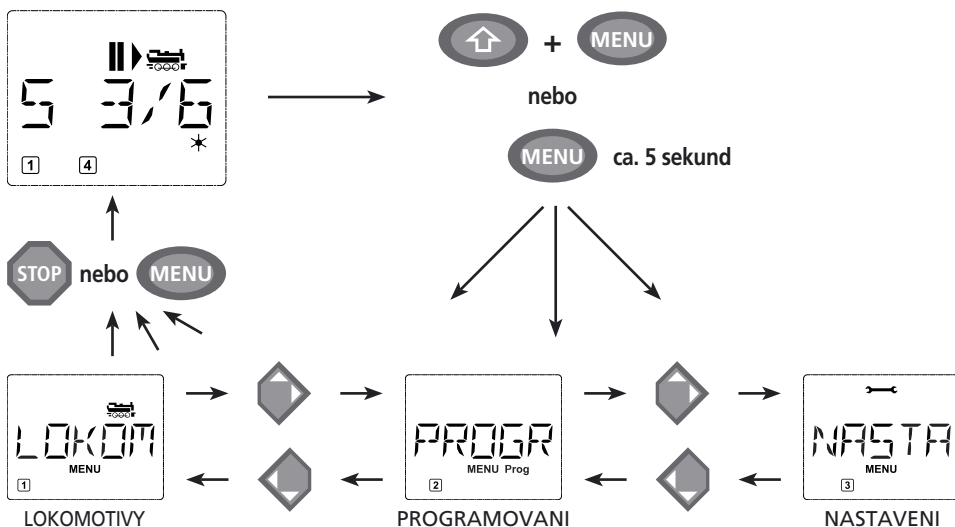 + MENU
S 3/6
nebo
1 4
MENU ca. 5 sekund
STOP nebo MENU
LOKOM
MENU
1
PROGR
MENU Prog
2
NASTA
MENU
3
LOKOMOTIVY
PROGRAMOVANI
NASTAVENI